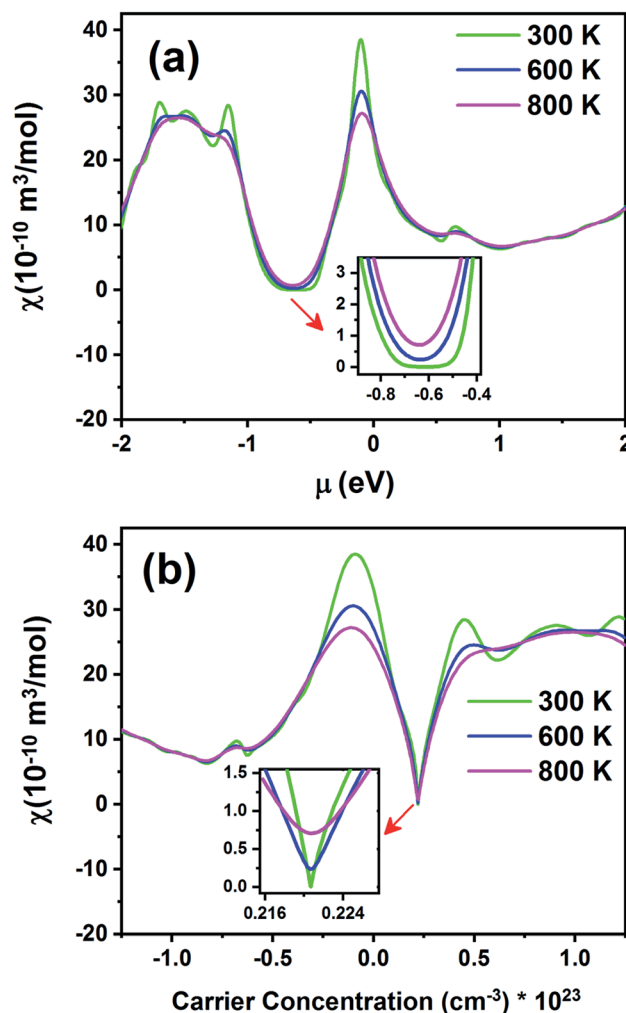 (a)
300 K
600 K
800 K
40
30
20
10
0
-10
-20
χ(10⁻¹⁰ m³/mol)
3
2
1
0
-0.8 -0.6 -0.4
-2 -1 0 1 2
μ (eV)
(b)
40
30
20
10
0
-10
-20
χ(10⁻¹⁰ m³/mol)
300 K
600 K
800 K
1.5
1.0
0.5
0.0
0.216 0.224
-1.0 -0.5 0.0 0.5 1.0
Carrier Concentration (cm⁻³) * 10²³